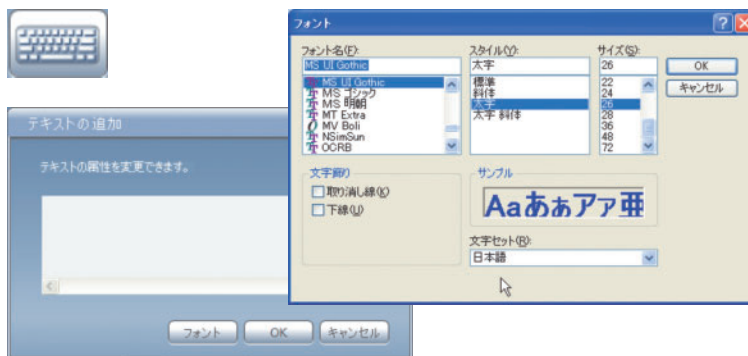 フォント
フォント名(F):
MS UI Gothic
MS UI Gothic
MS ゴシック
MS 明朝
MT Extra
MV Boli
NSimSun
OCRB
スタイル(Y):
太字
標準
斜体
太字
太字 斜体
サイズ(S):
26
22
24
26
28
36
48
72
OK
キャンセル
文字飾り
取り消し線(K)
下線(U)
サンプル
Aaあぁアァ亜
文字セット(R):
日本語
テキストの追加
テキストの属性を変更できます。
フォント
OK
キャンセル